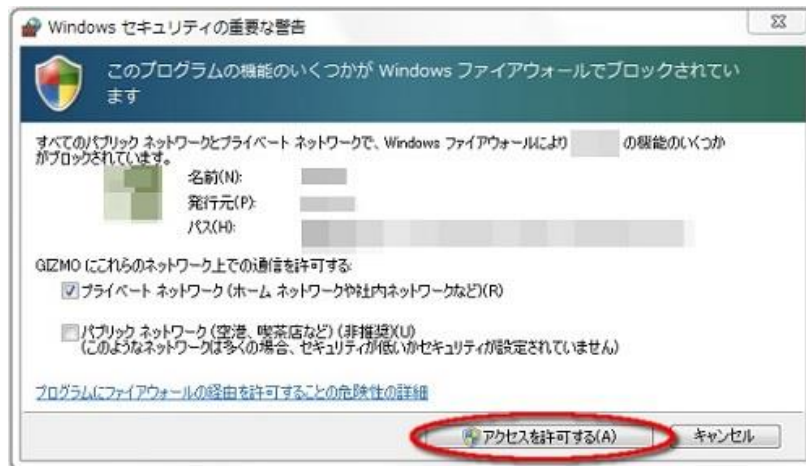 Windows セキュリティの重要な警告
このプログラムの機能のいくつかが Windows ファイアウォールでブロックされてい
ます
すべてのパブリック ネットワークとプライベート ネットワークで、Windows ファイアウォールにより の機能のいくつか
がブロックされています。
名前(N):
発行元(P):
パス(H):
GIZMO にこれらのネットワーク上での通信を許可する:
プライベート ネットワーク (ホーム ネットワークや社内ネットワークなど)(R)
パブリック ネットワーク (空港、喫茶店など) (非推奨)(U)
(このようなネットワークは多くの場合、セキュリティが低いかセキュリティが設定されていません)
プログラムにファイアウォールの経由を許可することの危険性の詳細
アクセスを許可する(A) キャンセル